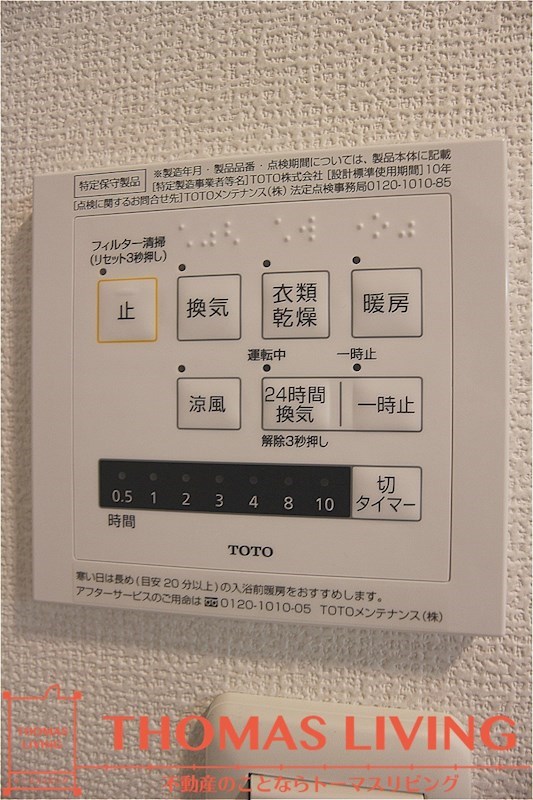 特定保守製品
※製造年月・製品品番・点検期間については、製品本体に記載
[特定製造事業者等名]TOTO株式会社 [設計標準使用期間] 10年
[点検に関するお問合せ先]TOTOメンテナンス(株) 法定点検事務局0120-1010-85
フィルター清掃
(リセット3秒押し)
止
換気
衣類
乾燥
暖房
運転中
一時止
涼風
24時間
換気
一時止
解除3秒押し
0.5 1 2 3 4 8 10
切
タイマー
時間
TOTO
寒い日は長め(目安20分以上)の入浴前暖房をおすすめします。
アフターサービスのご用命は 0120-1010-05 TOTOメンテナンス(株)
THOMAS
LIVING
THOMAS LIVING
不動産のことならトーマスリビング